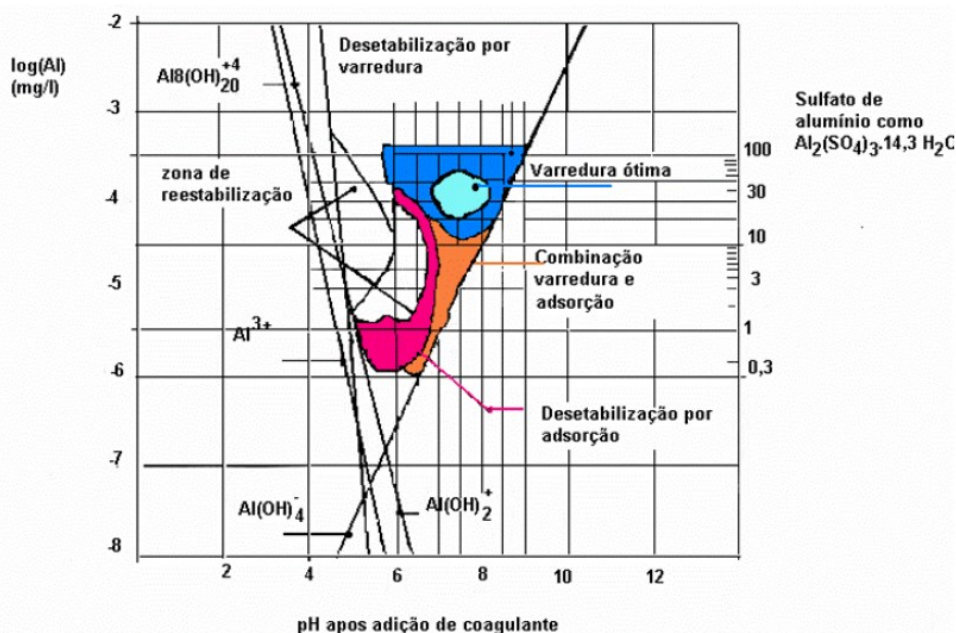 log(Al)
(mg/l)
-2
-3
-4
-5
-6
-7
-8
Al8(OH)20+4
Desetabilização por
varredura
zona de
reestabilização
Varredura ótima
Combinação
varredura e
adsorção
Al3+
Desetabilização por
adsorção
Al(OH)4-
Al(OH)2+
100
30
10
3
1
0,3
Sulfato de
alumínio como
Al2(SO4)3.14,3 H2O
2
4
6
8
10
12
pH apos adição de coagulante